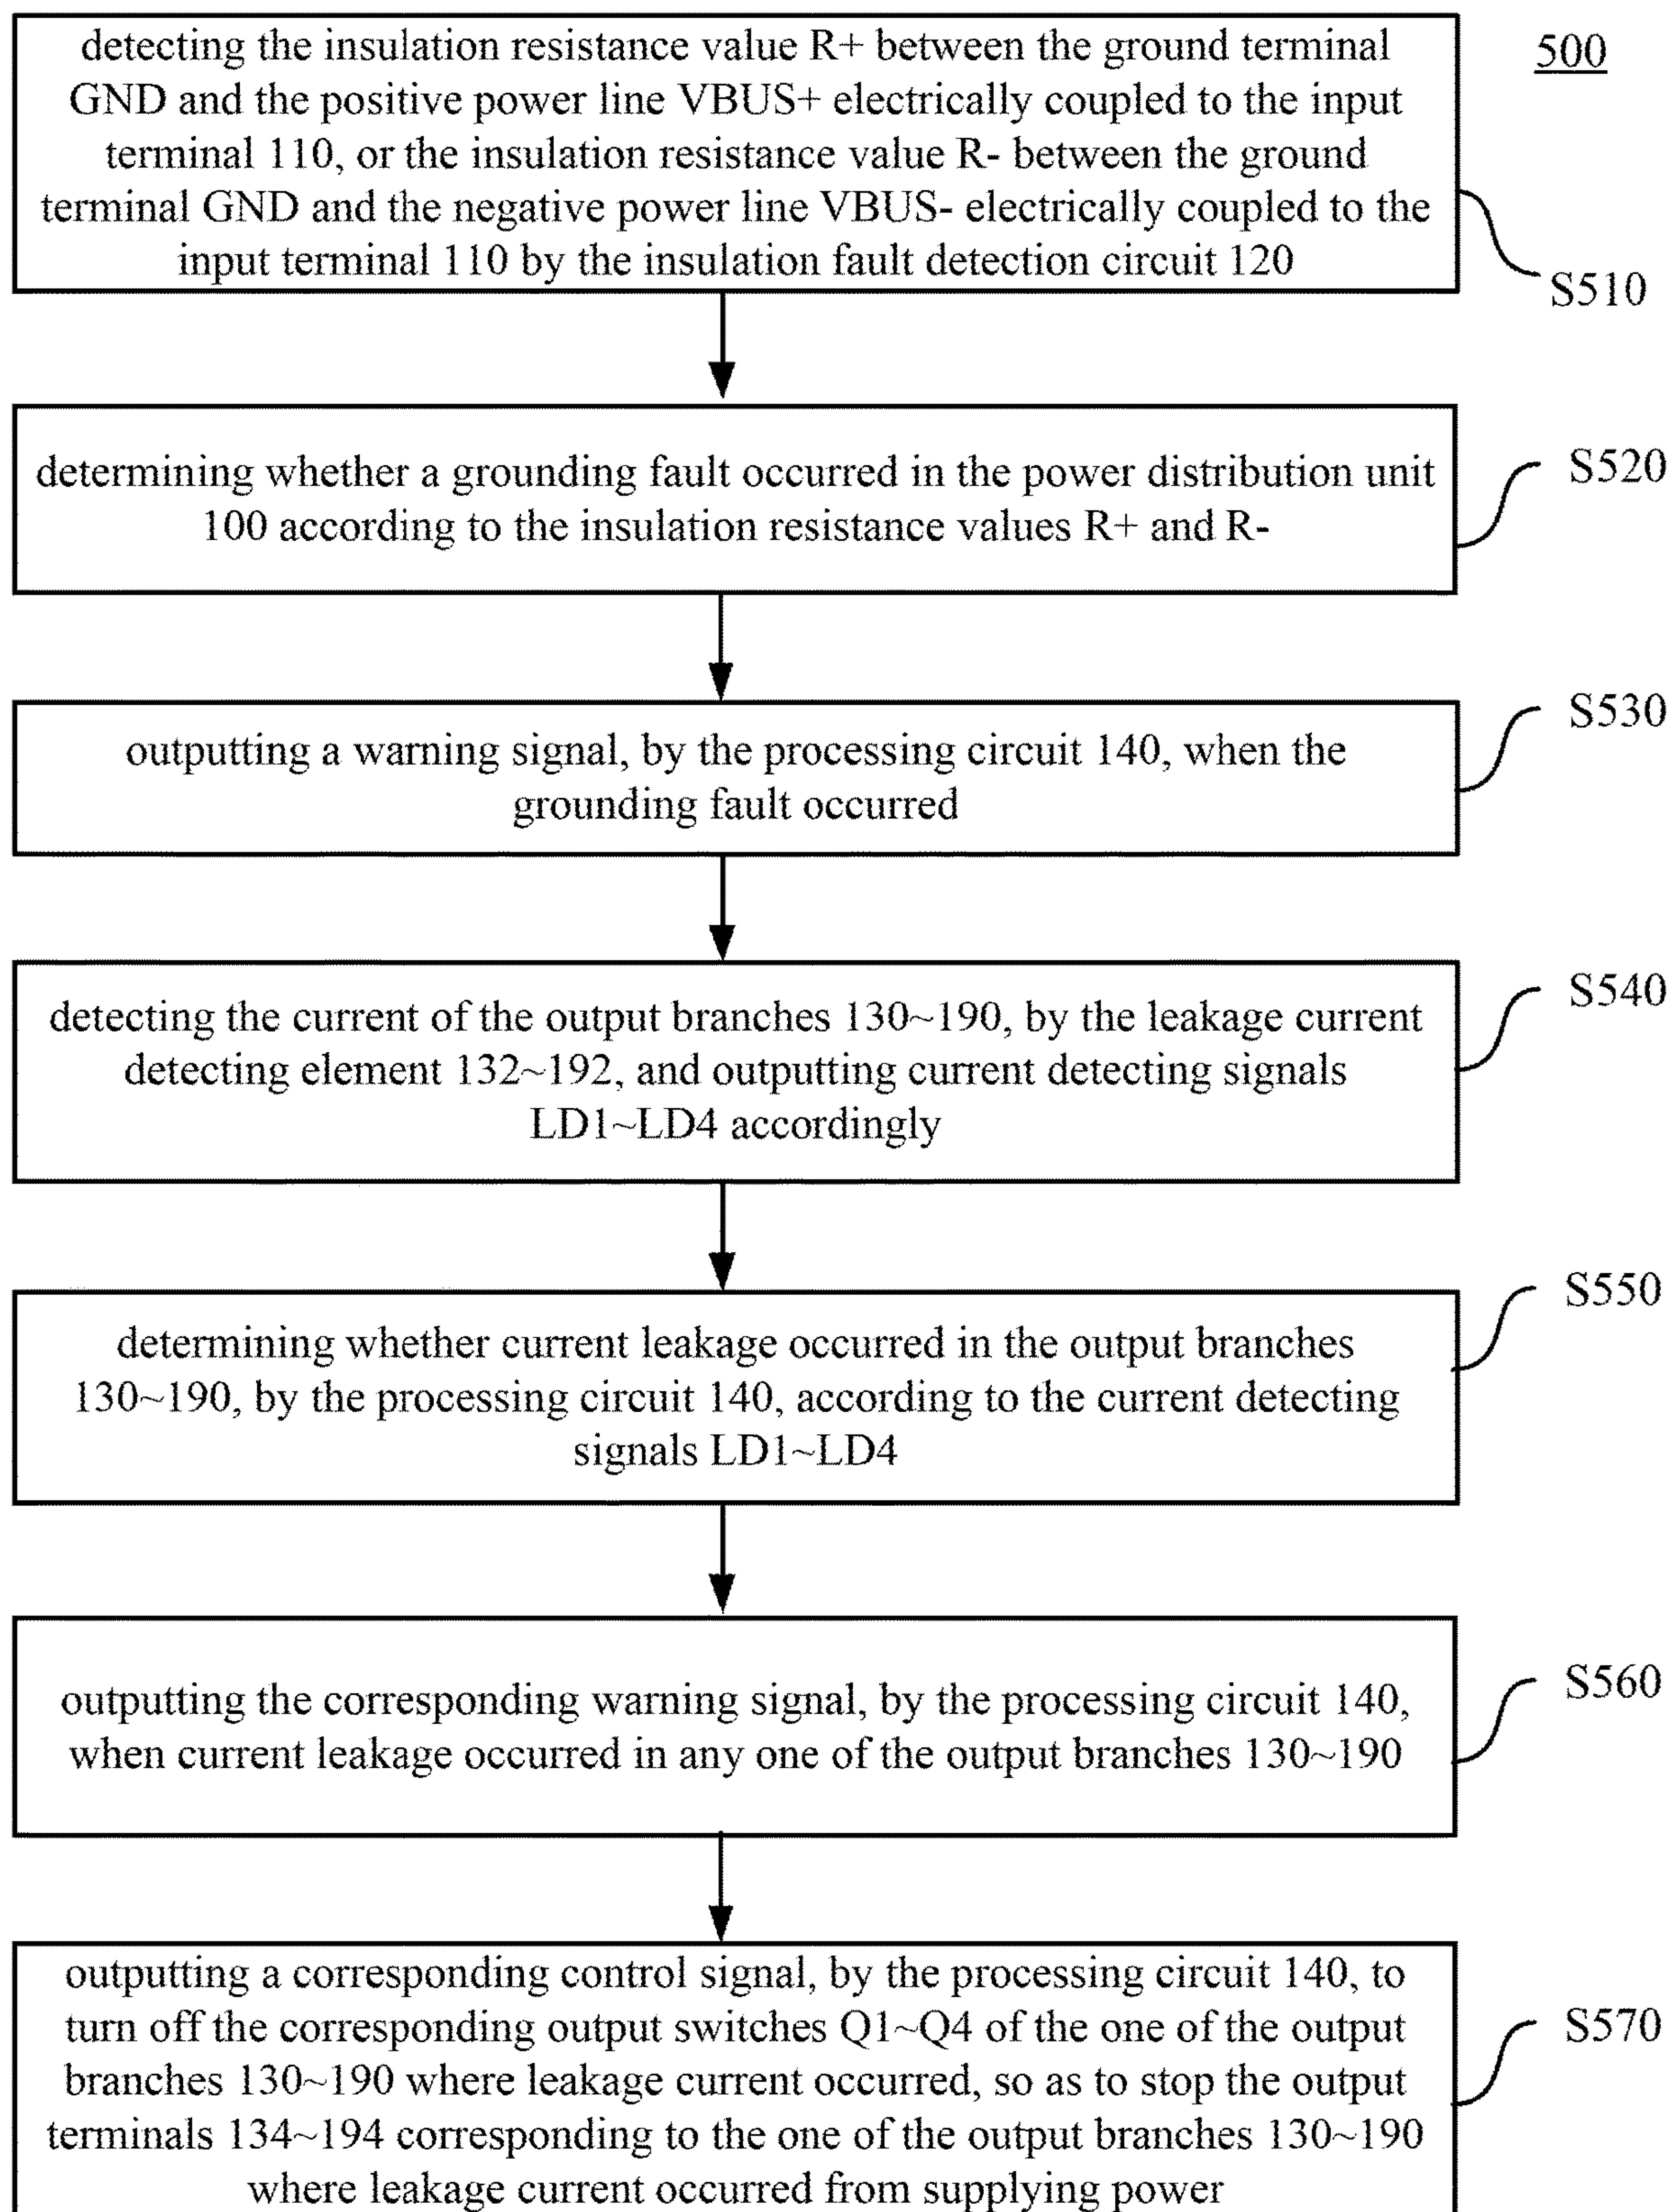 500
detecting the insulation resistance value R+ between the ground terminal
GND and the positive power line VBUS+ electrically coupled to the input
terminal 110, or the insulation resistance value R- between the ground
terminal GND and the negative power line VBUS- electrically coupled to the
input terminal 110 by the insulation fault detection circuit 120
S510
determining whether a grounding fault occurred in the power distribution unit
100 according to the insulation resistance values R+ and R-
S520
outputting a warning signal, by the processing circuit 140, when the
grounding fault occurred
S530
detecting the current of the output branches 130~190, by the leakage current
detecting element 132~192, and outputting current detecting signals
LD1~LD4 accordingly
S540
determining whether current leakage occurred in the output branches
130~190, by the processing circuit 140, according to the current detecting
signals LD1~LD4
S550
outputting the corresponding warning signal, by the processing circuit 140,
when current leakage occurred in any one of the output branches 130~190
S560
outputting a corresponding control signal, by the processing circuit 140, to
turn off the corresponding output switches Q1~Q4 of the one of the output
branches 130~190 where leakage current occurred, so as to stop the output
terminals 134~194 corresponding to the one of the output branches 130~190
where leakage current occurred from supplying power
S570